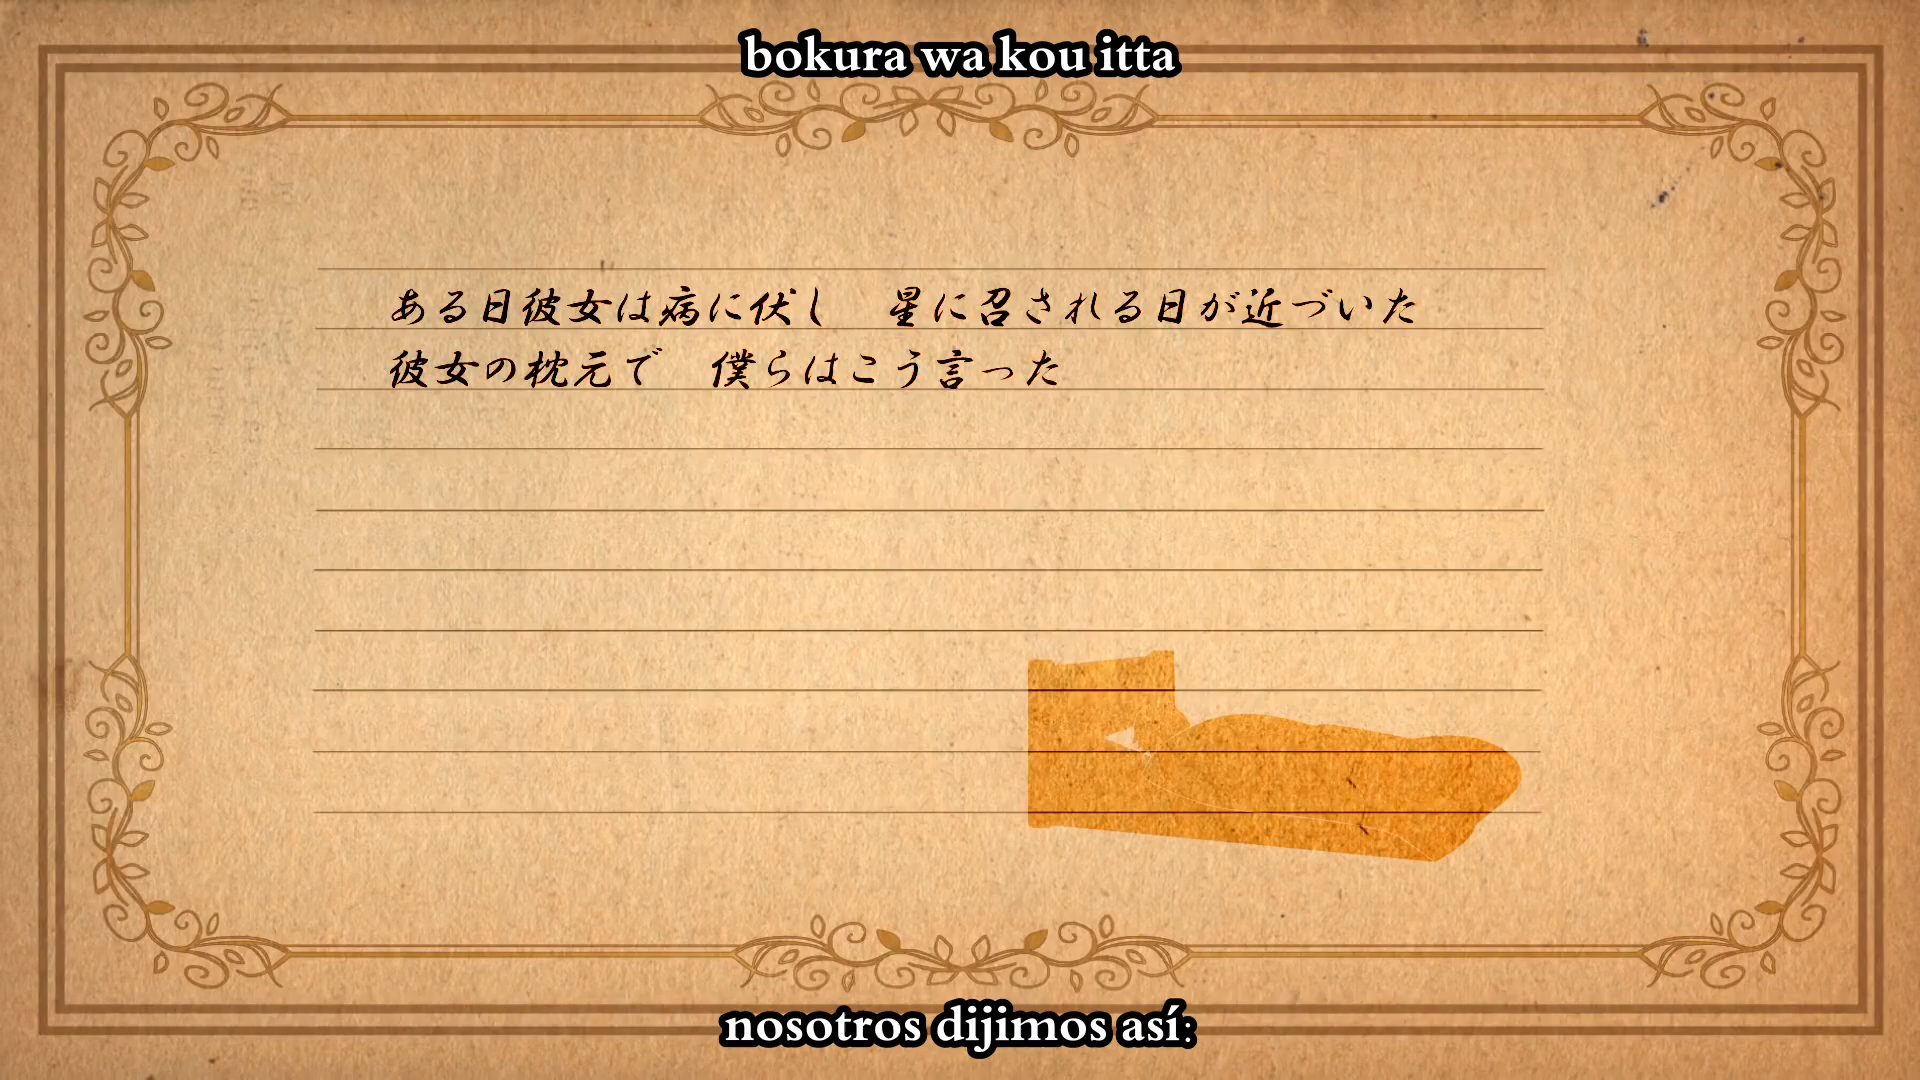 bokura wa kou itta
ある日彼女は病に伏し　星に召される日が近づいた
彼女の枕元で　僕らはこう言った
nosotros dijimos así: